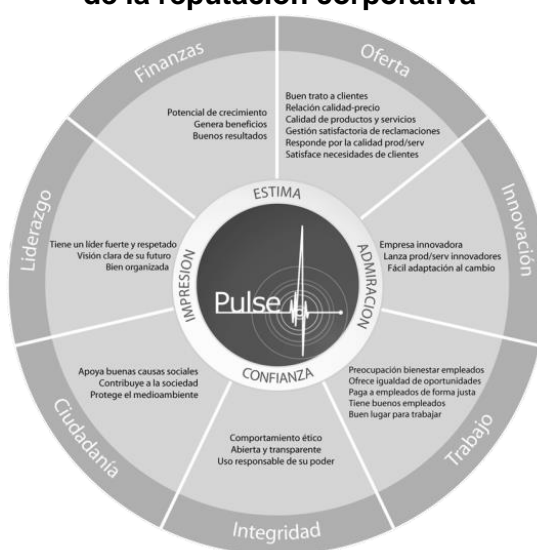 de la reputación corporativa
Finanzas
Potencial de crecimiento
Genera beneficios
Buenos resultados
Oferta
Buen trato a clientes
Relación calidad-precio
Calidad de productos y servicios
Gestión satisfactoria de reclamaciones
Responde por la calidad prod/serv
Satisface necesidades de clientes
Innovación
Empresa innovadora
Lanza prod/serv innovadores
Fácil adaptación al cambio
Trabajo
Preocupación bienestar empleados
Ofrece igualdad de oportunidades
Paga a empleados de forma justa
Tiene buenos empleados
Buen lugar para trabajar
Integridad
Comportamiento ético
Abierta y transparente
Uso responsable de su poder
Ciudadanía
Apoya buenas causas sociales
Contribuye a la sociedad
Protege el medioambiente
Liderazgo
Tiene un líder fuerte y respetado
Visión clara de su futuro
Bien organizada
ESTIMA
ADMIRACION
CONFIANZA
IMPRESION
Pulse